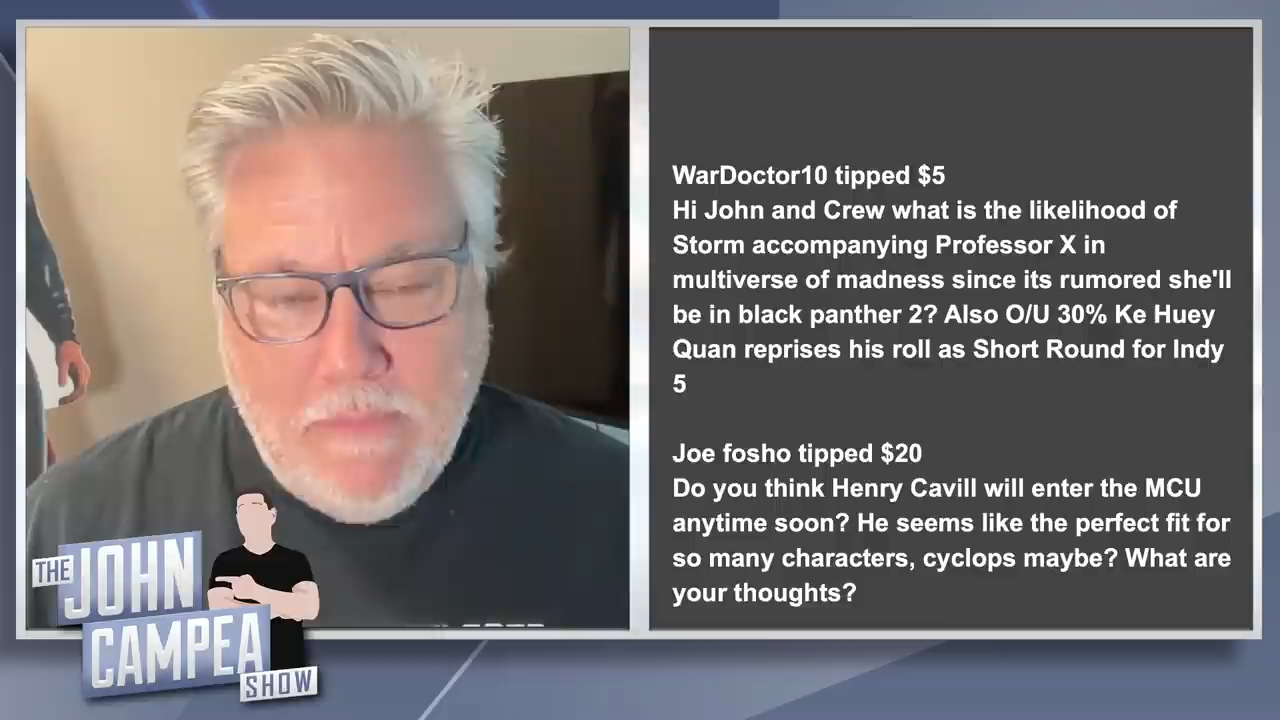 WarDoctor10 tipped $5
Hi John and Crew what is the likelihood of
Storm accompanying Professor X in
multiverse of madness since its rumored she'll
be in black panther 2? Also O/U 30% Ke Huey
Quan reprises his roll as Short Round for Indy
5
Joe fosho tipped $20
Do you think Henry Cavill will enter the MCU
anytime soon? He seems like the perfect fit for
so many characters, cyclops maybe? What are
your thoughts?
THE
JOHN
CAMPEA
SHOW